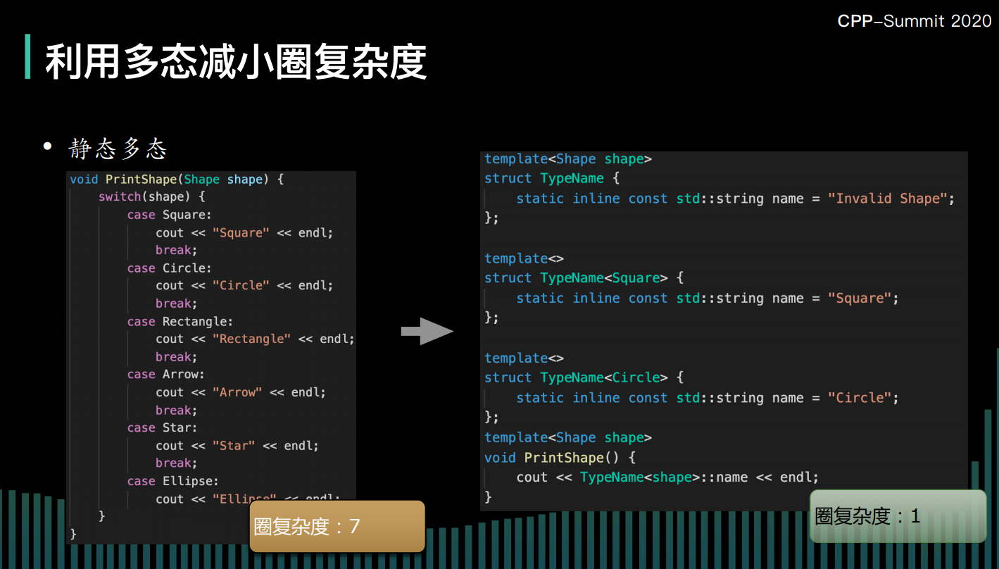 CPP-Summit 2020
利用多态减小圈复杂度
• 静态多态
void PrintShape(Shape shape) {
switch(shape) {
case Square:
cout << "Square" << endl;
break;
case Circle:
cout << "Circle" << endl;
break;
case Rectangle:
cout << "Rectangle" << endl;
break;
case Arrow:
cout << "Arrow" << endl;
break;
case Star:
cout << "Star" << endl;
break;
case Ellipse:
cout << "Ellipse" << endl;
}
}
圈复杂度：7
template<Shape shape>
struct TypeName {
static inline const std::string name = "Invalid Shape";
};
template<>
struct TypeName<Square> {
static inline const std::string name = "Square";
};
template<>
struct TypeName<Circle> {
static inline const std::string name = "Circle";
};
template<Shape shape>
void PrintShape() {
cout << TypeName<shape>::name << endl;
}
圈复杂度：1